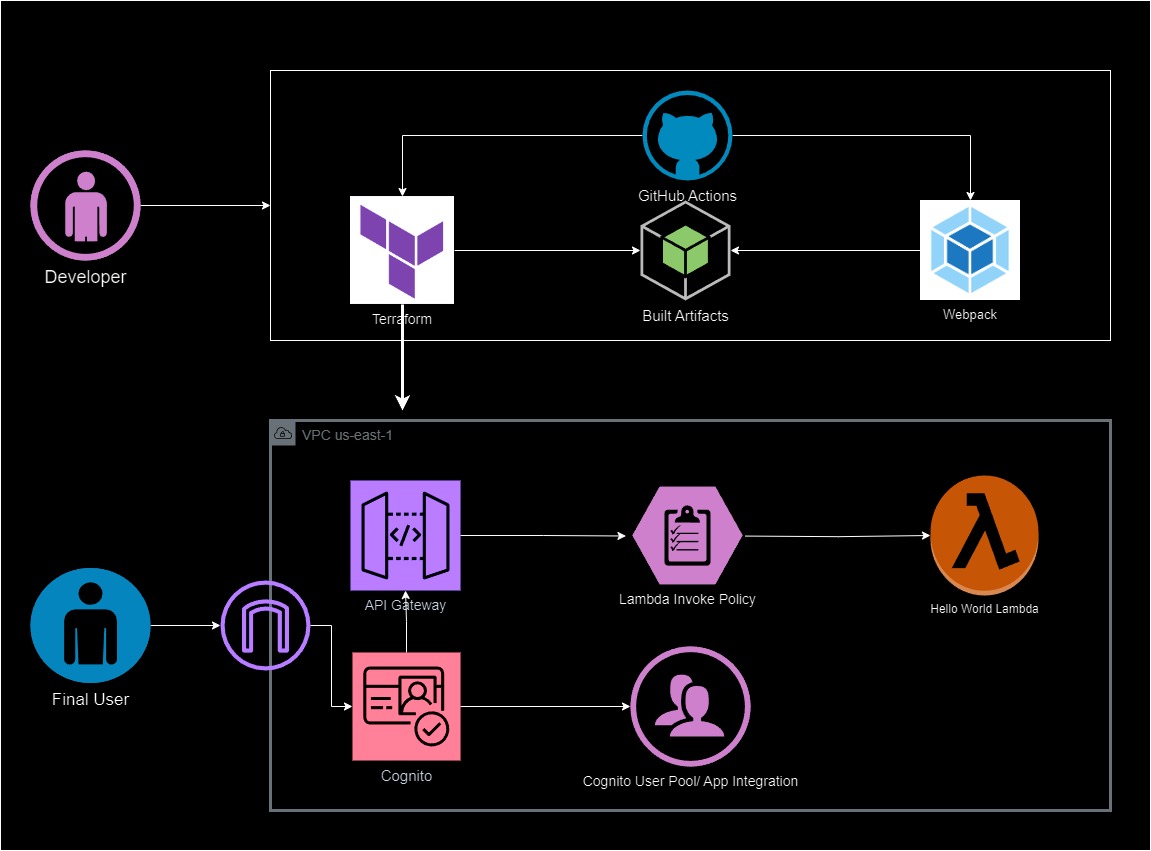 GitHub Actions
Developer
Terraform
Built Artifacts
Webpack
VPC us-east-1
API Gateway
Lambda Invoke Policy
Hello World Lambda
Final User
Cognito
Cognito User Pool/ App Integration